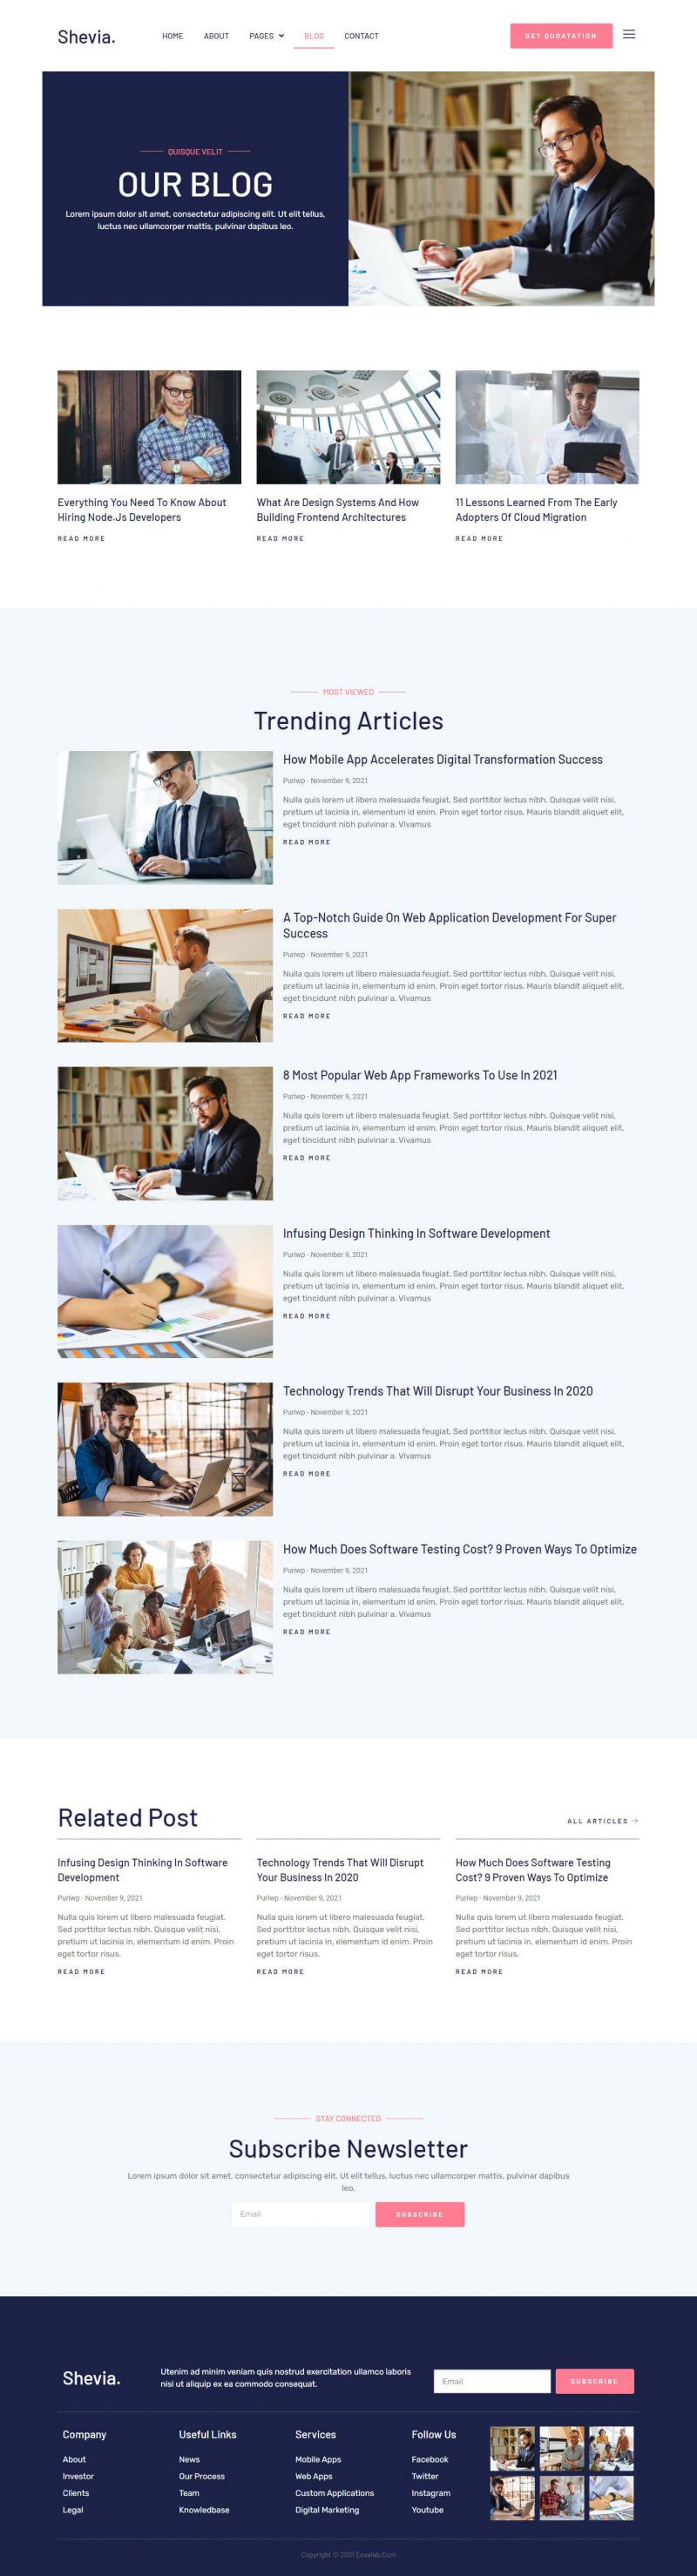 Shevia.
HOME ABOUT PAGES BLOG CONTACT
GET QUOATATION
QUISQUE VELIT
OUR BLOG
Lorem ipsum dolor sit amet, consectetur adipiscing elit. Ut elit tellus,
luctus nec ullamcorper mattis, pulvinar dapibus leo.
Everything You Need To Know About
Hiring Node.Js Developers
READ MORE
What Are Design Systems And How
Building Frontend Architectures
READ MORE
11 Lessons Learned From The Early
Adopters Of Cloud Migration
READ MORE
MOST VIEWED
Trending Articles
How Mobile App Accelerates Digital Transformation Success
Puriwp - November 9, 2021
Nulla quis lorem ut libero malesuada feugiat. Sed porttitor lectus nibh. Quisque velit nisi,
pretium ut lacinia in, elementum id enim. Proin eget tortor risus. Mauris blandit aliquet elit,
eget tincidunt nibh pulvinar a. Vivamus
READ MORE
A Top-Notch Guide On Web Application Development For Super
Success
Puriwp - November 9, 2021
Nulla quis lorem ut libero malesuada feugiat. Sed porttitor lectus nibh. Quisque velit nisi,
pretium ut lacinia in, elementum id enim. Proin eget tortor risus. Mauris blandit aliquet elit,
eget tincidunt nibh pulvinar a. Vivamus
READ MORE
8 Most Popular Web App Frameworks To Use In 2021
Puriwp - November 9, 2021
Nulla quis lorem ut libero malesuada feugiat. Sed porttitor lectus nibh. Quisque velit nisi,
pretium ut lacinia in, elementum id enim. Proin eget tortor risus. Mauris blandit aliquet elit,
eget tincidunt nibh pulvinar a. Vivamus
READ MORE
Infusing Design Thinking In Software Development
Puriwp - November 9, 2021
Nulla quis lorem ut libero malesuada feugiat. Sed porttitor lectus nibh. Quisque velit nisi,
pretium ut lacinia in, elementum id enim. Proin eget tortor risus. Mauris blandit aliquet elit,
eget tincidunt nibh pulvinar a. Vivamus
READ MORE
Technology Trends That Will Disrupt Your Business In 2020
Puriwp - November 9, 2021
Nulla quis lorem ut libero malesuada feugiat. Sed porttitor lectus nibh. Quisque velit nisi,
pretium ut lacinia in, elementum id enim. Proin eget tortor risus. Mauris blandit aliquet elit,
eget tincidunt nibh pulvinar a. Vivamus
READ MORE
How Much Does Software Testing Cost? 9 Proven Ways To Optimize
Puriwp - November 9, 2021
Nulla quis lorem ut libero malesuada feugiat. Sed porttitor lectus nibh. Quisque velit nisi,
pretium ut lacinia in, elementum id enim. Proin eget tortor risus. Mauris blandit aliquet elit,
eget tincidunt nibh pulvinar a. Vivamus
READ MORE
Related Post
ALL ARTICLES →
Infusing Design Thinking In Software
Development
Puriwp - November 9, 2021
Nulla quis lorem ut libero malesuada feugiat.
Sed porttitor lectus nibh. Quisque velit nisi,
pretium ut lacinia in, elementum id enim. Proin
eget tortor risus.
READ MORE
Technology Trends That Will Disrupt
Your Business In 2020
Puriwp - November 9, 2021
Nulla quis lorem ut libero malesuada feugiat.
Sed porttitor lectus nibh. Quisque velit nisi,
pretium ut lacinia in, elementum id enim. Proin
eget tortor risus.
READ MORE
How Much Does Software Testing
Cost? 9 Proven Ways To Optimize
Puriwp - November 9, 2021
Nulla quis lorem ut libero malesuada feugiat.
Sed porttitor lectus nibh. Quisque velit nisi,
pretium ut lacinia in, elementum id enim. Proin
eget tortor risus.
READ MORE
STAY CONNECTED
Subscribe Newsletter
Lorem ipsum dolor sit amet, consectetur adipiscing elit. Ut elit tellus, luctus nec ullamcorper mattis, pulvinar dapibus
leo.
Email
SUBSCRIBE
Shevia.
Utenim ad minim veniam quis nostrud exercitation ullamco laboris
nisi ut aliquip ex ea commodo consequat.
Email
SUBSCRIBE
Company
About
Investor
Clients
Legal
Useful Links
News
Our Process
Team
Knowledbase
Services
Mobile Apps
Web Apps
Custom Applications
Digital Marketing
Follow Us
Facebook
Twitter
Instagram
Youtube
Copyright © 2021 Eevalab.Com